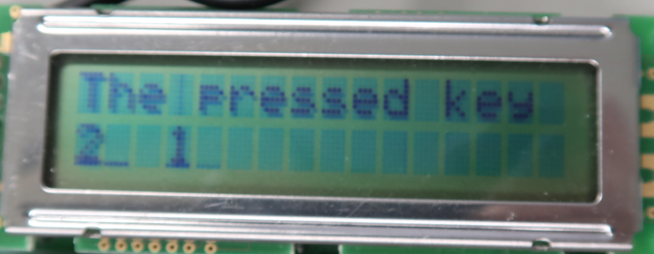 The pressed key
2_ 1_